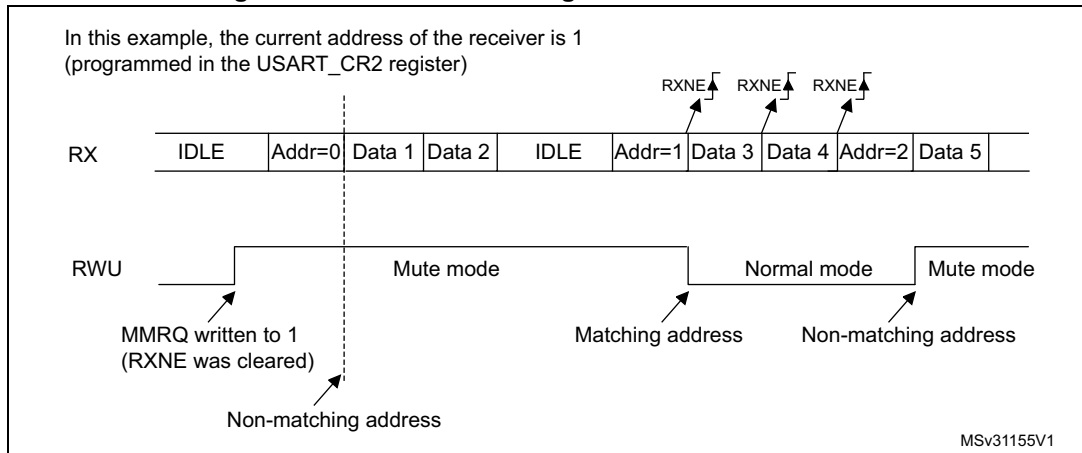 In this example, the current address of the receiver is 1
(programmed in the USART_CR2 register)
RXNE RXNE RXNE
RX IDLE Addr=0 Data 1 Data 2 IDLE Addr=1 Data 3 Data 4 Addr=2 Data 5
RWU Mute mode Normal mode Mute mode
MMRQ written to 1 Matching address Non-matching address
(RXNE was cleared)
Non-matching address
MSv31155V1